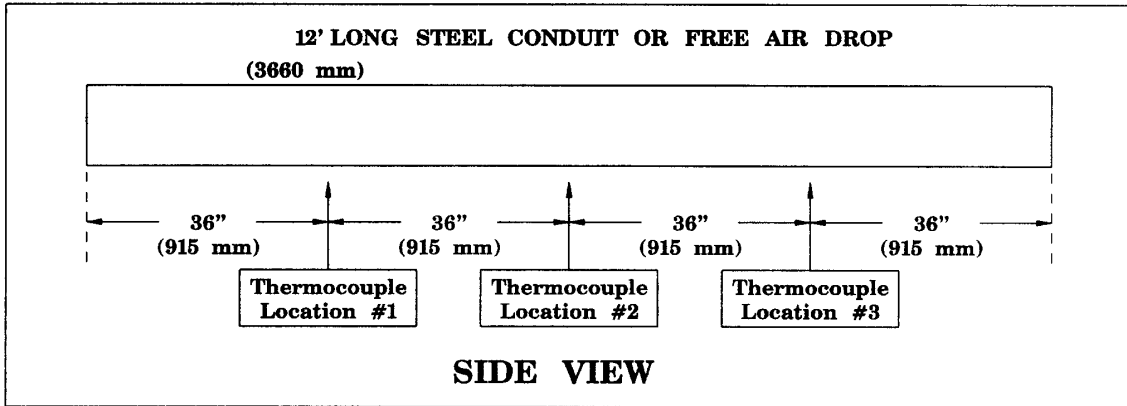 12' LONG STEEL CONDUIT OR FREE AIR DROP
(3660 mm)
36" 36" 36" 36"
(915 mm) (915 mm) (915 mm) (915 mm)
Thermocouple
Location #1
Thermocouple
Location #2
Thermocouple
Location #3
SIDE VIEW